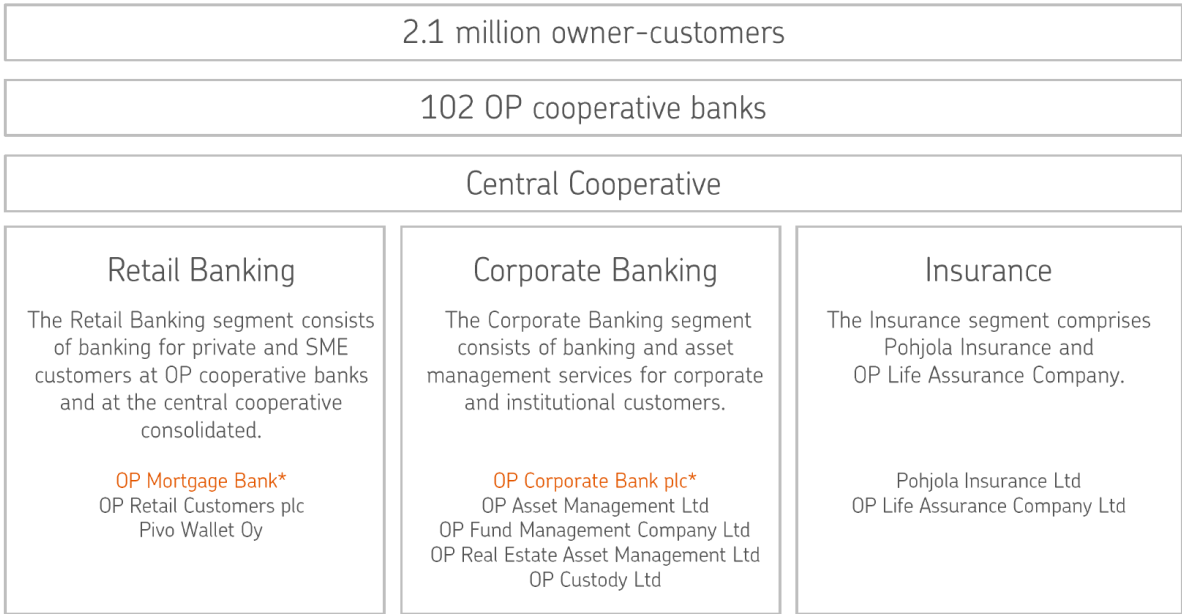 2.1 million owner-customers
102 OP cooperative banks
Central Cooperative
Retail Banking
The Retail Banking segment consists
of banking for private and SME
customers at OP cooperative banks
and at the central cooperative
consolidated.
OP Mortgage Bank*
OP Retail Customers plc
Pivo Wallet Oy
Corporate Banking
The Corporate Banking segment
consists of banking and asset
management services for corporate
and institutional customers.
OP Corporate Bank plc*
OP Asset Management Ltd
OP Fund Management Company Ltd
OP Real Estate Asset Management Ltd
OP Custody Ltd
Insurance
The Insurance segment comprises
Pohjola Insurance and
OP Life Assurance Company.
Pohjola Insurance Ltd
OP Life Assurance Company Ltd